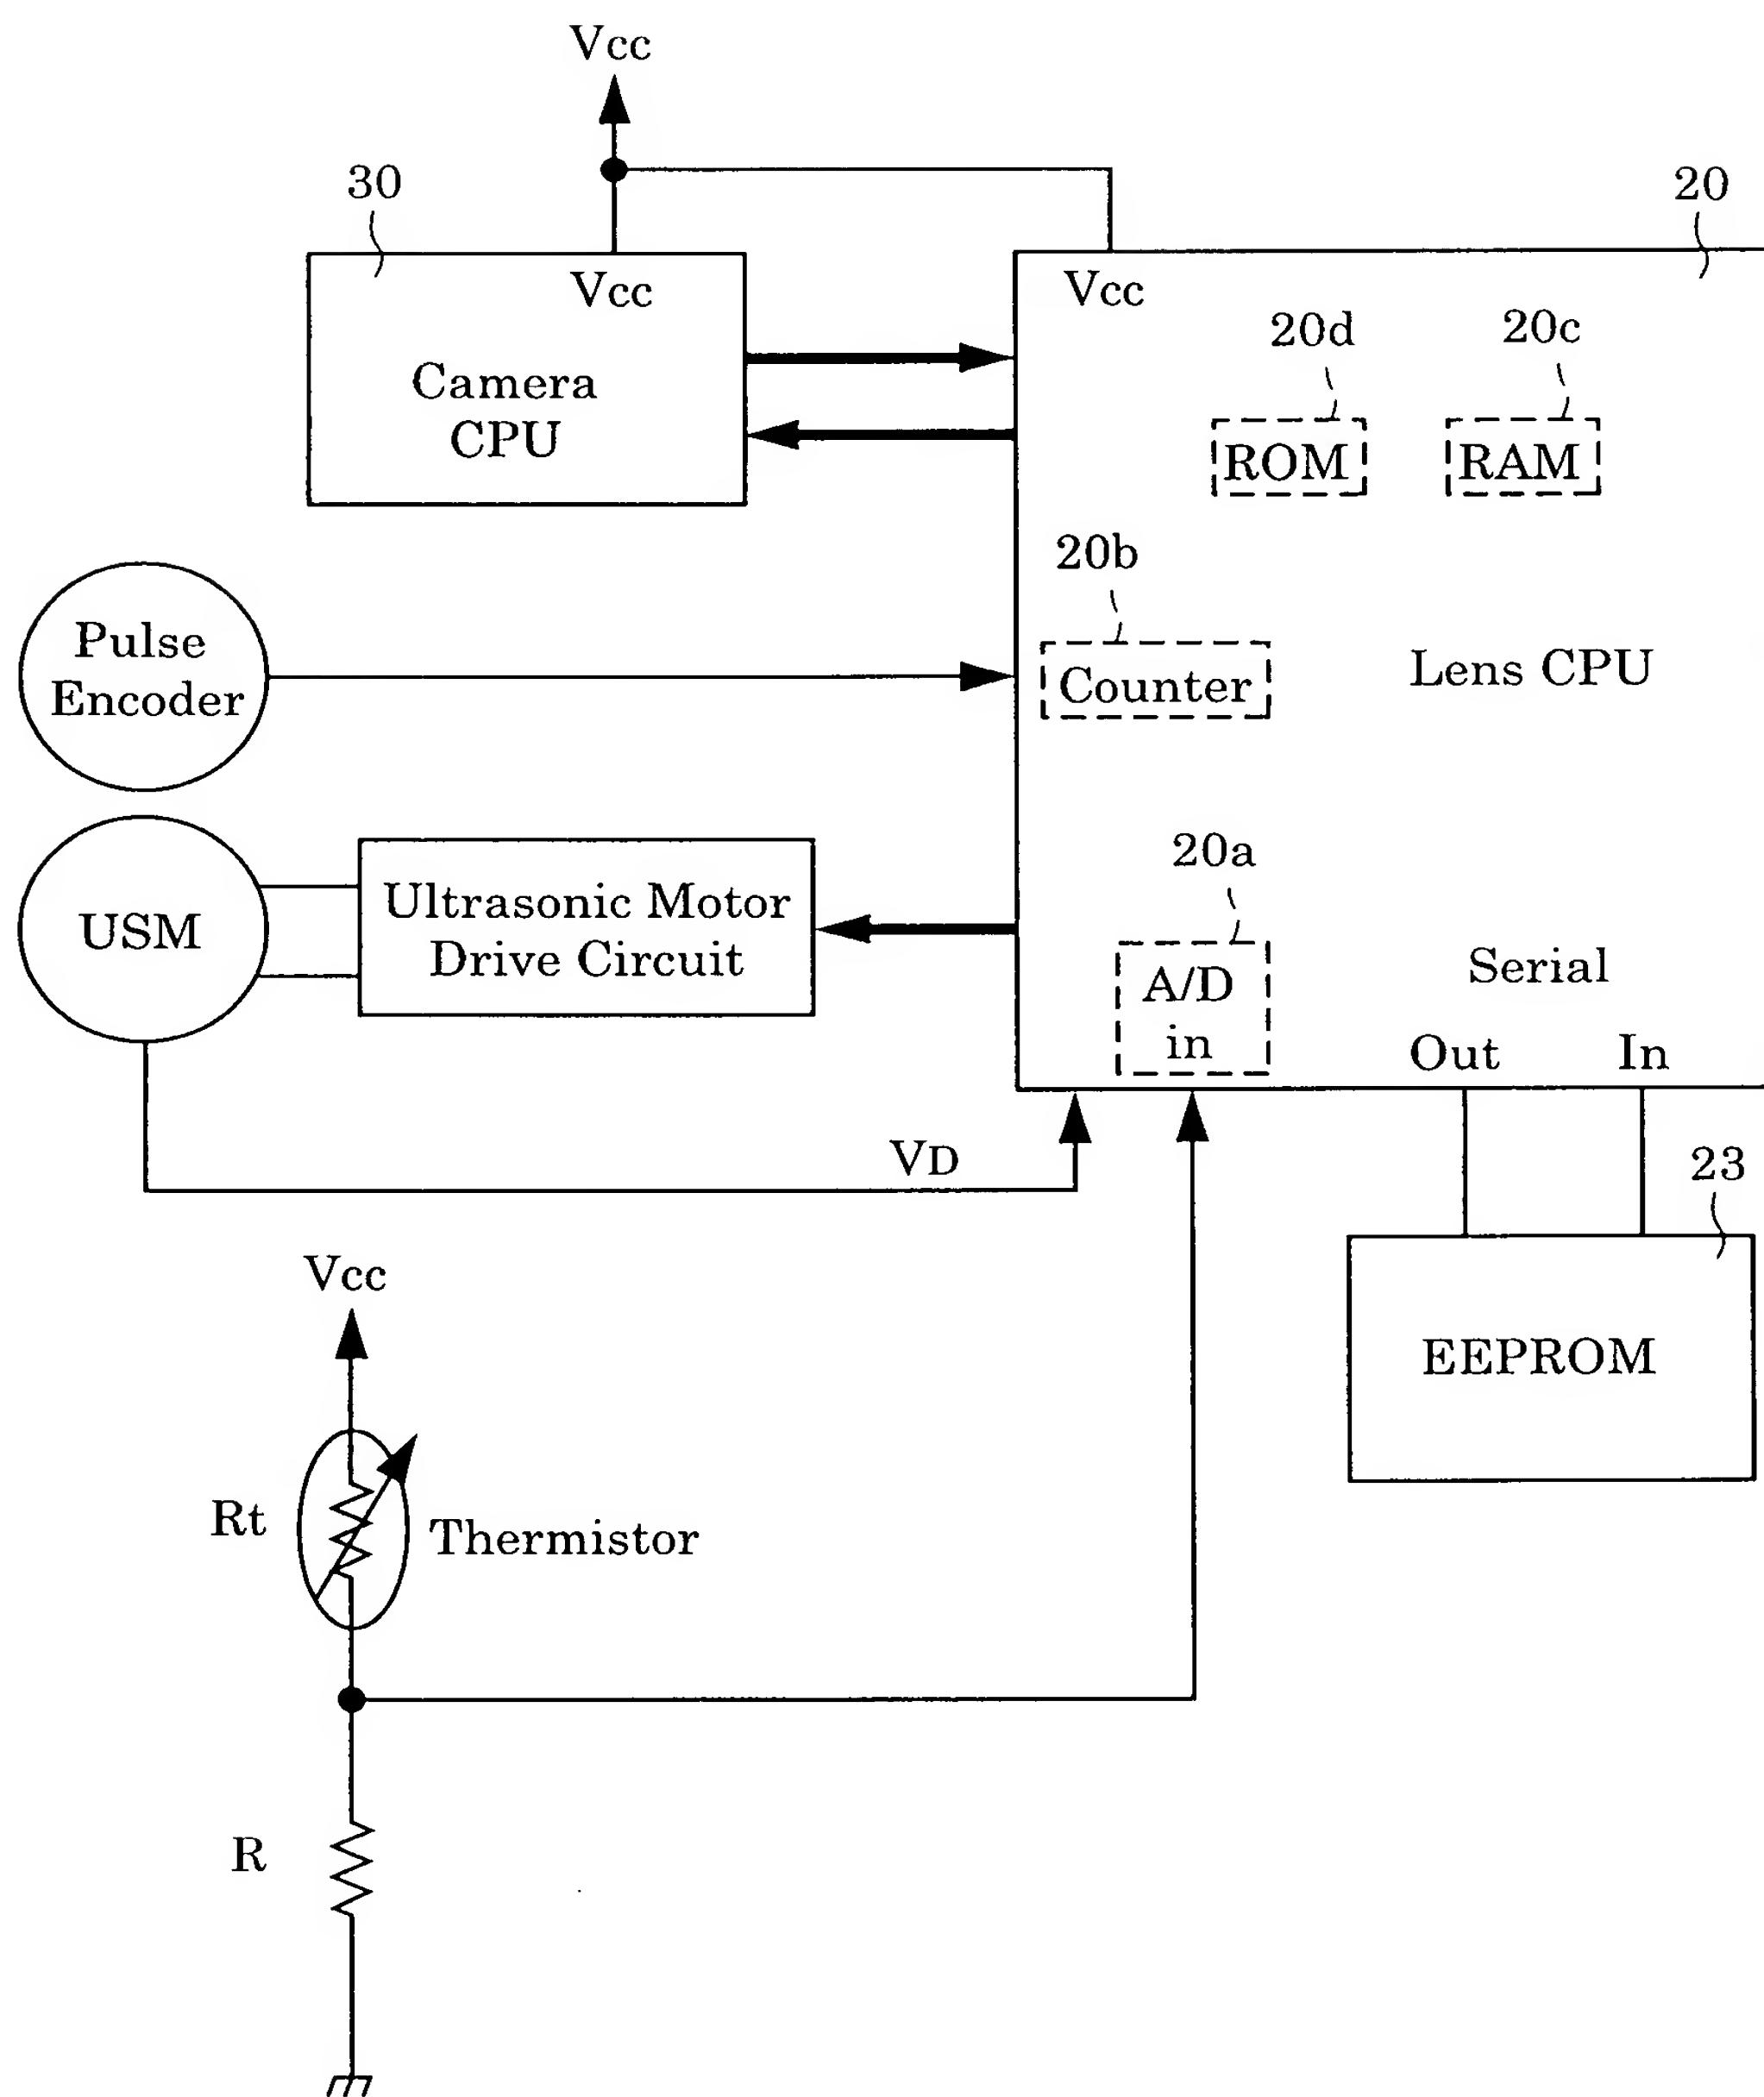 Vcc
30
20
Vcc
Vcc
20d
20c
Camera
CPU
ROM
RAM
20b
Pulse
Encoder
Counter
Lens CPU
20a
USM
Ultrasonic Motor
Drive Circuit
A/D
in
Serial
Out
In
VD
23
Vcc
EEPROM
Rt
Thermistor
R